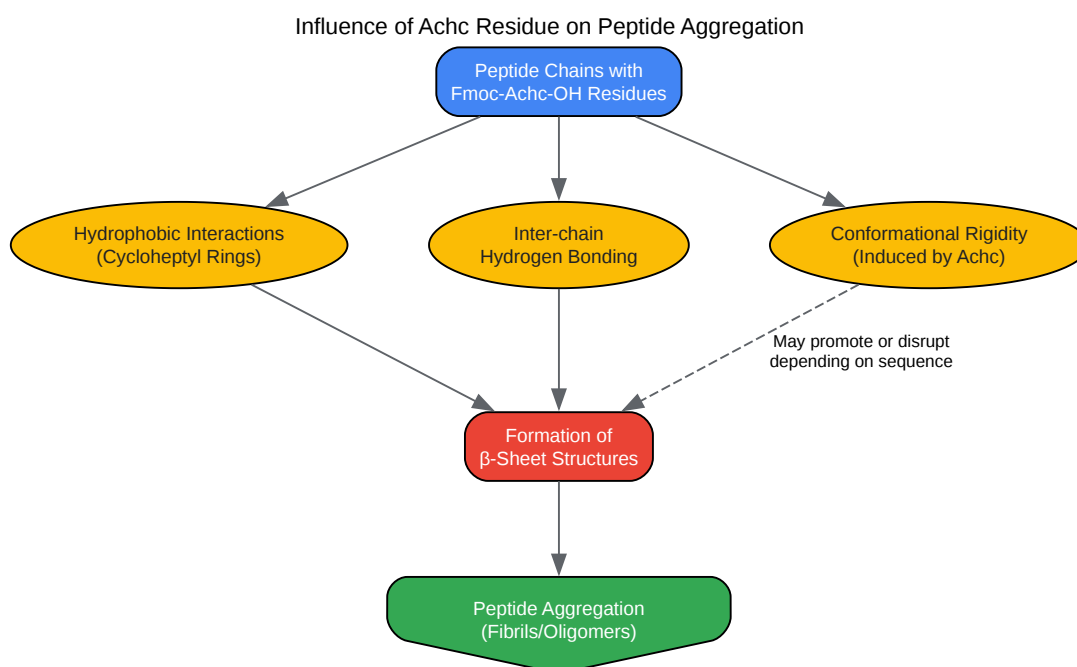 Influence of Achc Residue on Peptide Aggregation
Peptide Chains with
Fmoc-Achc-OH Residues
Hydrophobic Interactions
(Cycloheptyl Rings)
Inter-chain
Hydrogen Bonding
Conformational Rigidity
(Induced by Achc)
May promote or disrupt
depending on sequence
Formation of
β-Sheet Structures
Peptide Aggregation
(Fibrils/Oligomers)